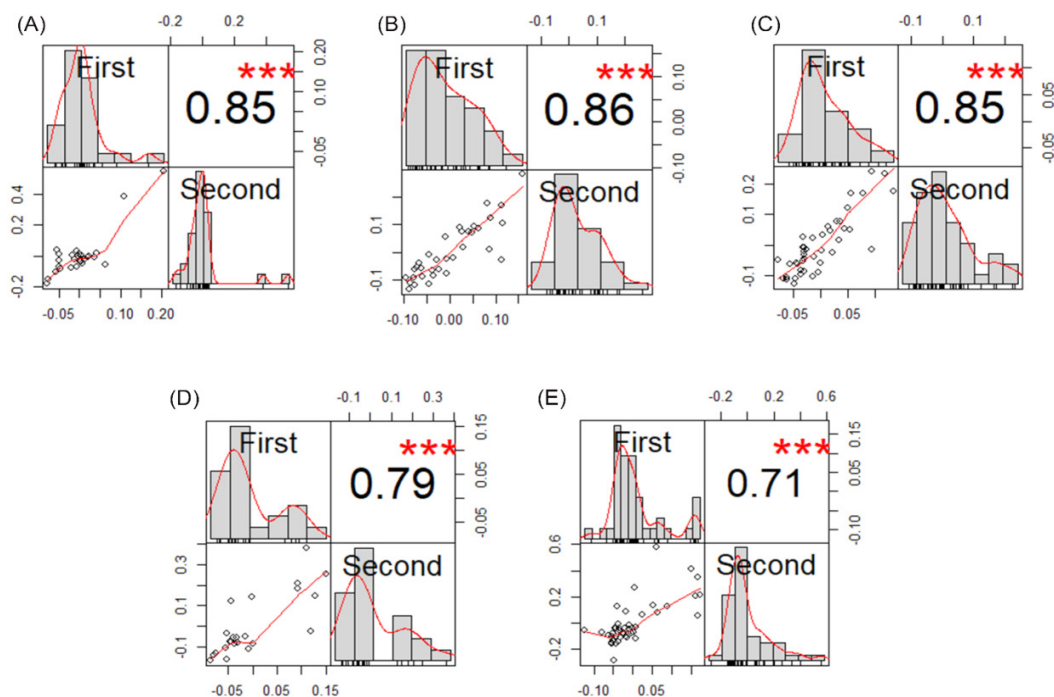 (A)
-0.2 0.2
First
***
0.85
-0.05 0.10 0.20
Second
-0.2 0.2 0.4
-0.05 0.10 0.20
(B)
-0.1 0.1
First
***
0.86
-0.10 0.00 0.10
Second
-0.1 0.1
-0.10 0.00 0.10
(C)
-0.1 0.1
First
***
0.85
-0.05 0.05
Second
-0.1 0.1 0.2
-0.05 0.05
(D)
-0.1 0.1 0.3
First
***
0.79
-0.05 0.05 0.15
Second
-0.1 0.1 0.3
-0.05 0.05 0.15
(E)
-0.2 0.2 0.6
First
***
0.71
-0.10 0.05 0.15
Second
-0.2 0.2 0.6
-0.10 0.05